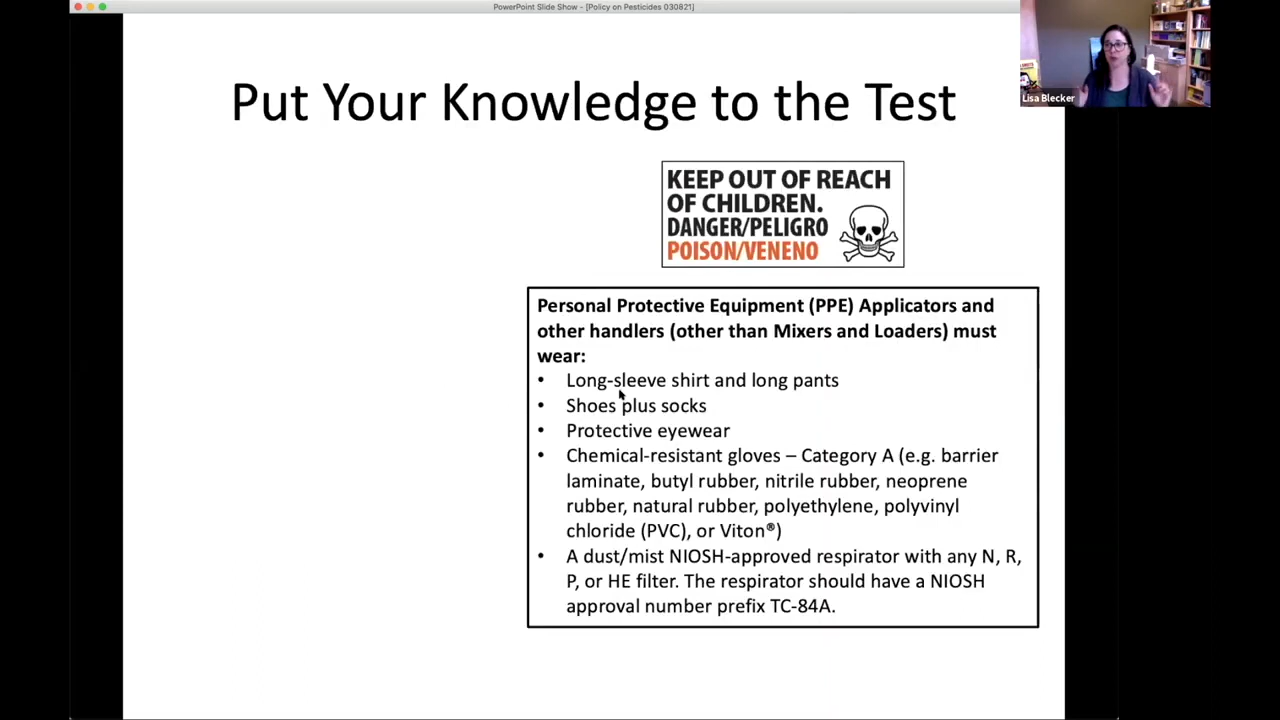 PowerPoint Slide Show - [Policy on Pesticides 030821]
Lisa Blecker
Put Your Knowledge to the Test
KEEP OUT OF REACH
OF CHILDREN.
DANGER/PELIGRO
POISON/VENENO
Personal Protective Equipment (PPE) Applicators and
other handlers (other than Mixers and Loaders) must
wear:
• Long-sleeve shirt and long pants
• Shoes plus socks
• Protective eyewear
• Chemical-resistant gloves – Category A (e.g. barrier
laminate, butyl rubber, nitrile rubber, neoprene
rubber, natural rubber, polyethylene, polyvinyl
chloride (PVC), or Viton®)
• A dust/mist NIOSH-approved respirator with any N, R,
P, or HE filter. The respirator should have a NIOSH
approval number prefix TC-84A.